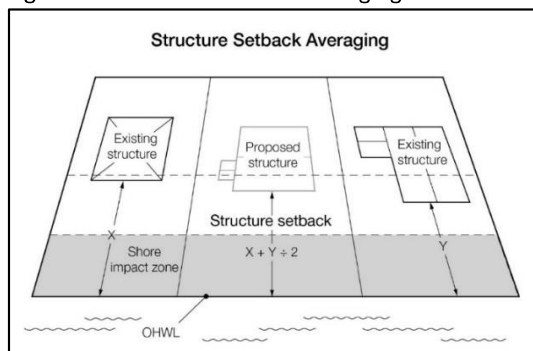 Structure Setback Averaging
Existing
structure
Proposed
structure
Existing
structure
Structure setback
X
X + Y ÷ 2
Y
Shore
impact zone
OHWL